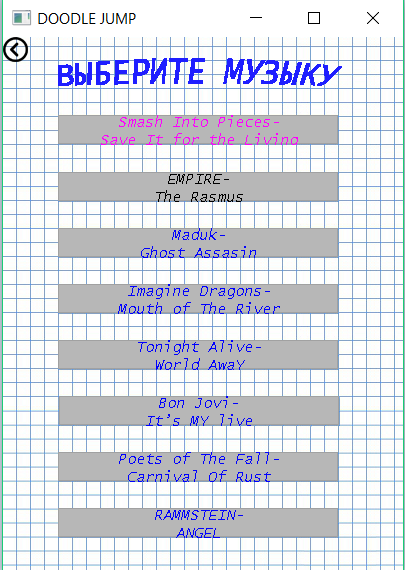 DOODLE JUMP
ВЫБЕРИТЕ МУЗЫКУ
Smash Into Pieces-
Save It for the Living
EMPIRE-
The Rasmus
Maduk-
Ghost Assasin
Imagine Dragons-
Mouth of The River
Tonight Alive-
World AwaY
Bon Jovi-
It's MY live
Poets of The Fall-
Carnival Of Rust
RAMMSTEIN-
ANGEL